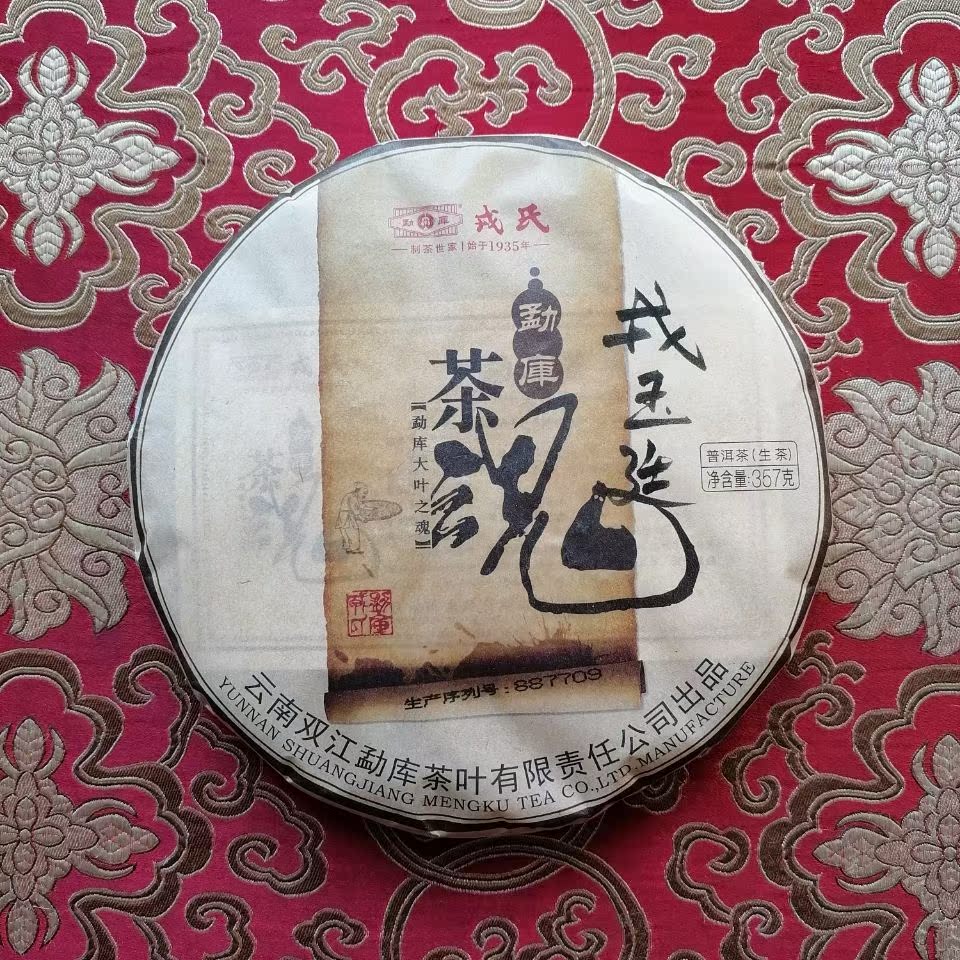 勐库
戎氏
制茶世家 始于1935年
勐庫
茶魂
【勐库大叶之魂】
戎玉廷
普洱茶(生茶)
净含量:357克
生产序列号:887709
云南双江勐库茶叶有限责任公司出品
YUNNAN SHUANGJIANG MENGKU TEA CO.,LTD.MANUFACTURE